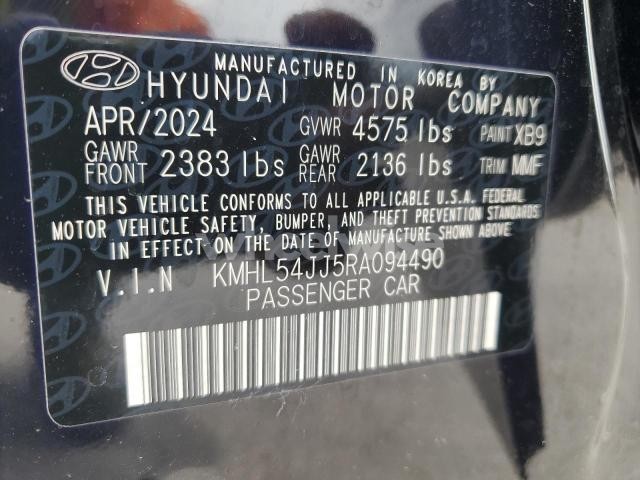 MANUFACTURED IN KOREA BY
HYUNDAI MOTOR COMPANY
APR/2024 GVWR 4575 lbs PAINT XB9
GAWR FRONT 2383 lbs GAWR REAR 2136 lbs TRIM MMF
THIS VEHICLE CONFORMS TO ALL APPLICABLE U.S.A. FEDERAL
MOTOR VEHICLE SAFETY, BUMPER, AND THEFT PREVENTION STANDARDS
IN EFFECT ON THE DATE OF MANUFACTURE SHOWN ABOVE.
V.I.N KMHL54JJ5RA094490
PASSENGER CAR